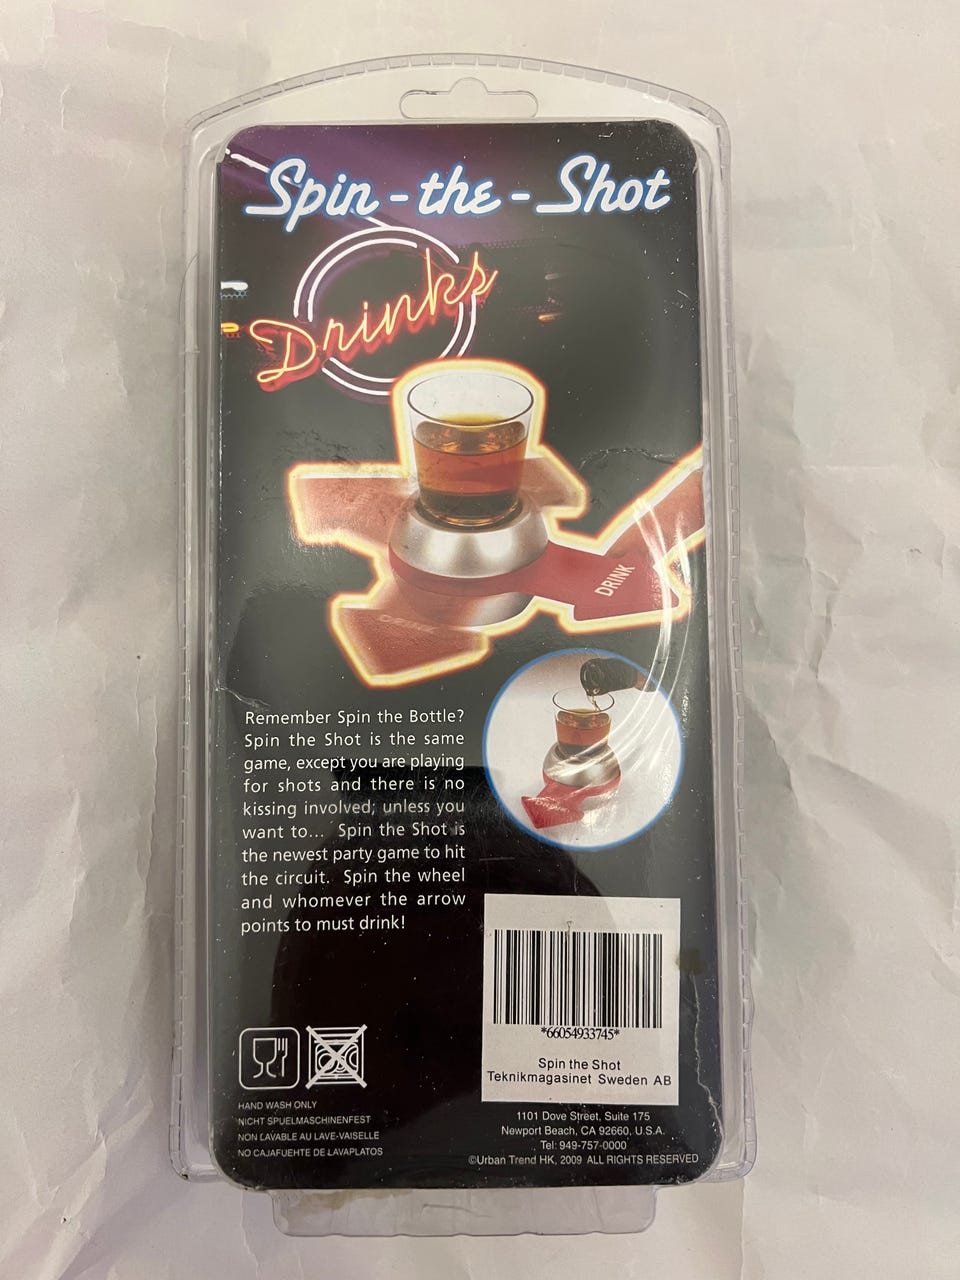 Spin-the-Shot
Drinks
DRINK
Remember Spin the Bottle?
Spin the Shot is the same
game, except you are playing
for shots and there is no
kissing involved; unless you
want to... Spin the Shot is
the newest party game to hit
the circuit. Spin the wheel
and whomever the arrow
points to must drink!
*66054933745*
Spin the Shot
Teknikmagasinet Sweden AB
HAND WASH ONLY
NICHT SPUELMASCHINENFEST
NON LAVABLE AU LAVE-VAISELLE
NO CAJAFUEHTE DE LAVAPLATOS
1101 Dove Street, Suite 175
Newport Beach, CA 92660, U.S.A.
Tel: 949-757-0000
©Urban Trend HK, 2009 ALL RIGHTS RESERVED